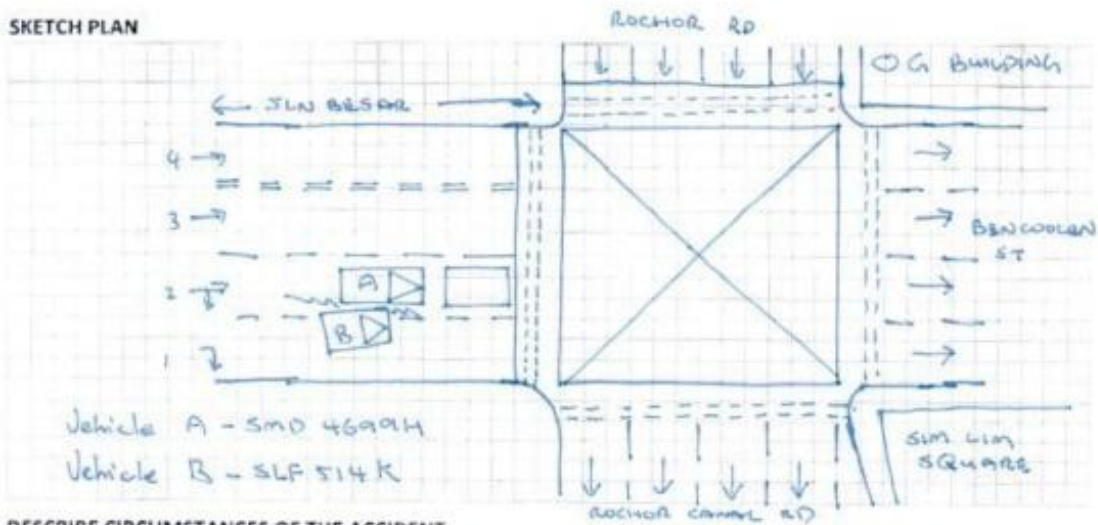 SKETCH PLAN
ROCHOR RD
OG BUILDING
JLN BESAR
4
3
2
1
A
B
BENCOOLEN
ST
Vehicle A - SMD 4699H
Vehicle B - SLF 514K
SIM LIM
SQUARE
ROCHOR CANAL RD
DESCRIBE CIRCUMSTANCES OF THE ACCIDENT